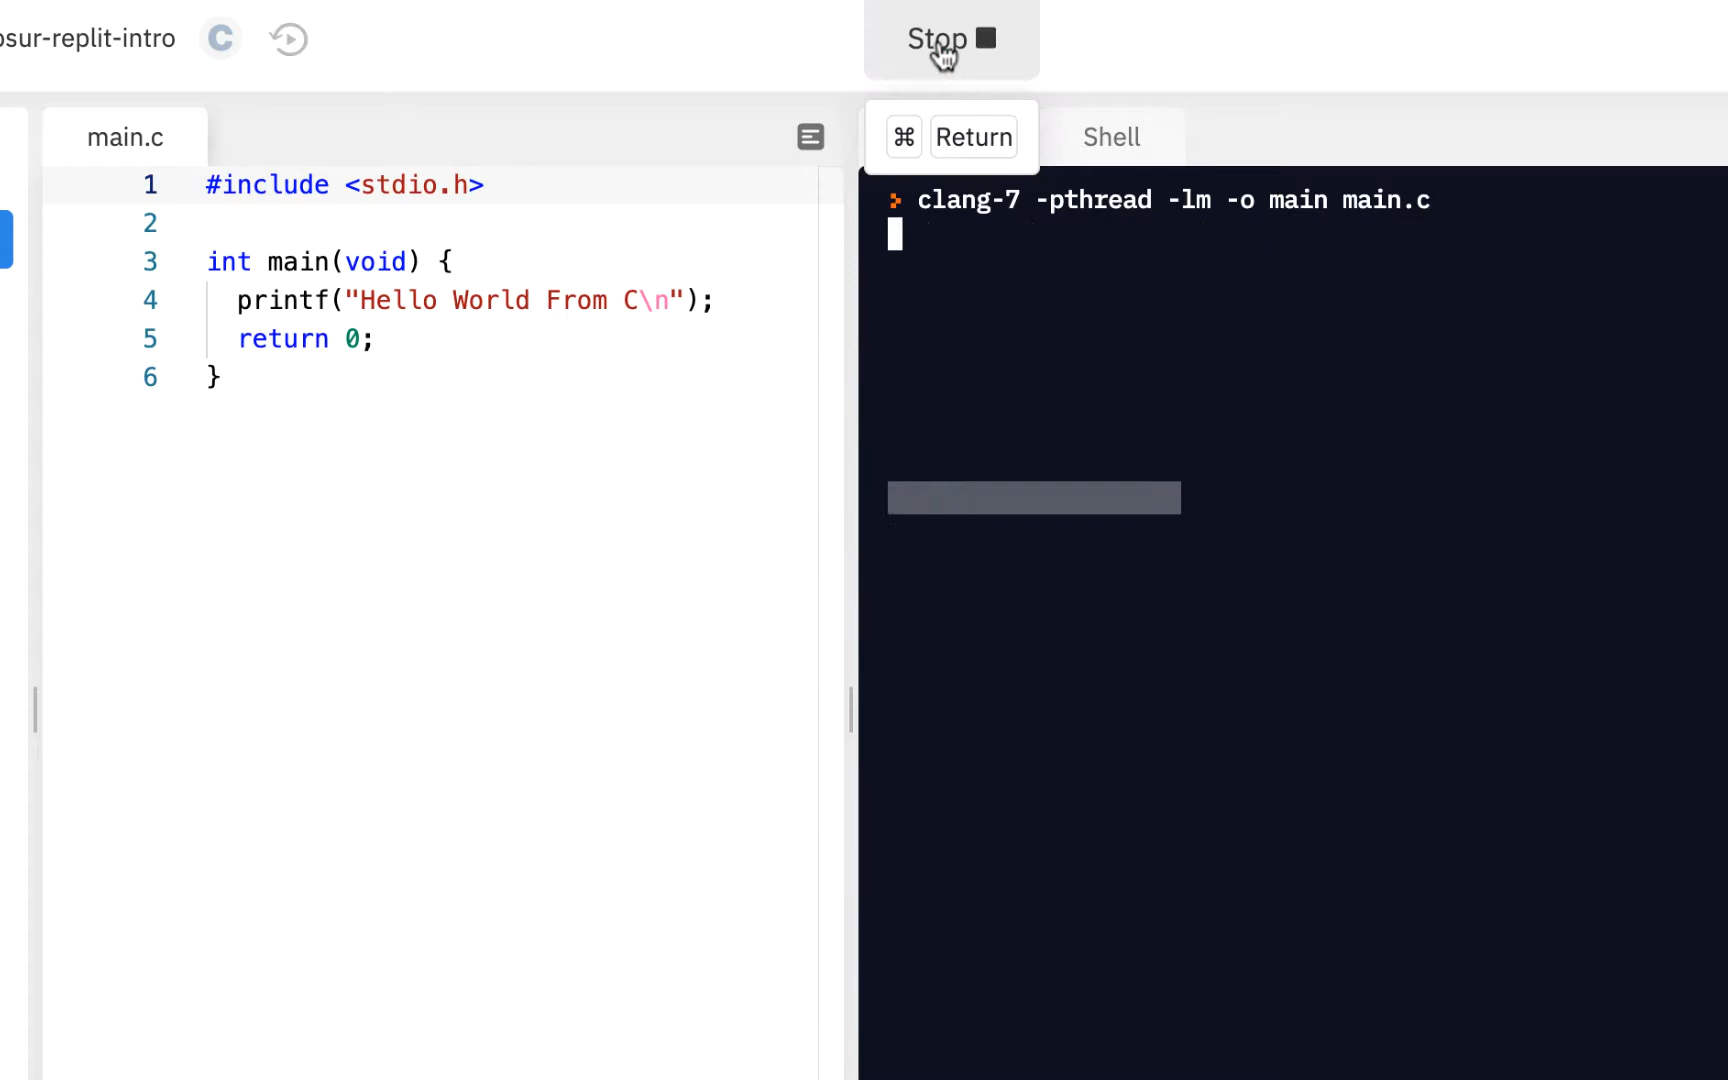 osur-replit-intro C
Stop
main.c
⌘ Return
Shell
1 #include <stdio.h>
2
3 int main(void) {
4 printf("Hello World From C\n");
5 return 0;
6 }
clang-7 -pthread -lm -o main main.c